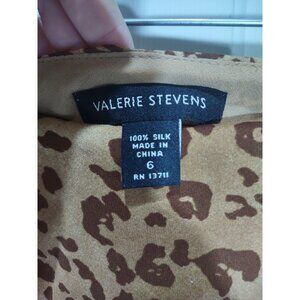 VALERIE STEVENS
100% SILK
MADE IN
CHINA
6
RN 13711